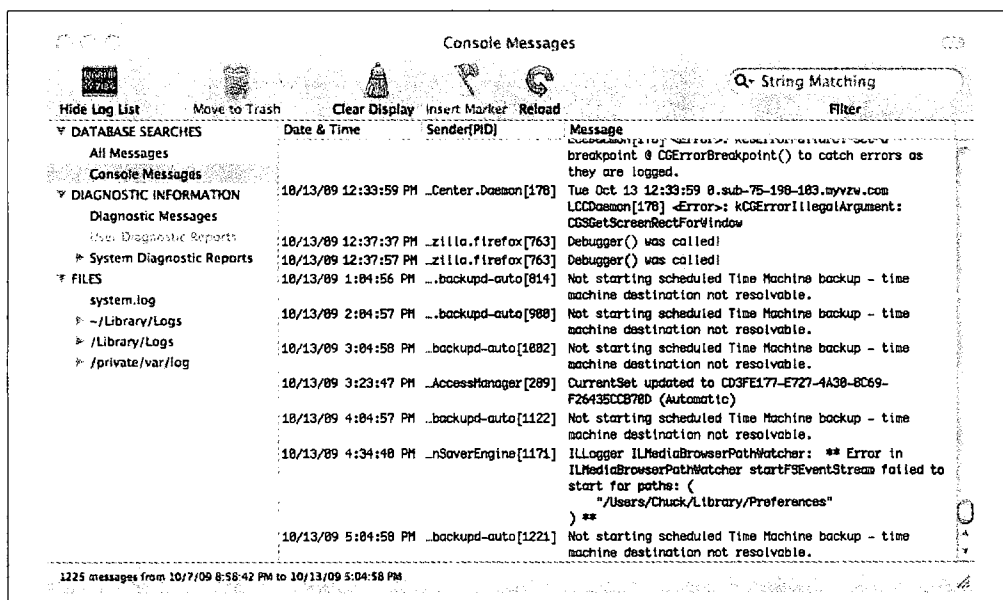 Console Messages
Hide Log List
Move to Trash
Clear Display
Insert Marker
Reload
String Matching
Filter
DATABASE SEARCHES
All Messages
Console Messages
DIAGNOSTIC INFORMATION
Diagnostic Messages
User Diagnostic Reports
System Diagnostic Reports
FILES
system.log
~/Library/Logs
/Library/Logs
/private/var/log
Date & Time Sender[PID] Message
breakpoint @ CGErrorBreakpoint() to catch errors as
they are logged.
10/13/09 12:33:59 PM …Center.Daemon[178] Tue Oct 13 12:33:59 0.sub-75-198-103.myvzw.com
LCCDaemon[178] <Error>: kCGErrorIllegalArgument:
CGSGetScreenRectForWindow
10/13/09 12:37:37 PM …zilla.firefox[763] Debugger() was called!
10/13/09 12:37:57 PM …zilla.firefox[763] Debugger() was called!
10/13/09 1:04:56 PM ….backupd-auto[814] Not starting scheduled Time Machine backup - time
machine destination not resolvable.
10/13/09 2:04:57 PM ….backupd-auto[900] Not starting scheduled Time Machine backup - time
machine destination not resolvable.
10/13/09 3:04:58 PM …backupd-auto[1082] Not starting scheduled Time Machine backup - time
machine destination not resolvable.
10/13/09 3:23:47 PM …AccessManager[289] CurrentSet updated to CD3FE177-E727-4A30-8C69-
F26435CCB70D (Automatic)
10/13/09 4:04:57 PM …backupd-auto[1122] Not starting scheduled Time Machine backup - time
machine destination not resolvable.
10/13/09 4:34:40 PM …nSaverEngine[1171] ILLogger ILMediaBrowserPathWatcher: ** Error in
ILMediaBrowserPathWatcher startFSEventStream failed to
start for paths: (
"/Users/Chuck/Library/Preferences"
) **
10/13/09 5:04:58 PM …backupd-auto[1221] Not starting scheduled Time Machine backup - time
machine destination not resolvable.
1225 messages from 10/7/09 8:58:42 PM to 10/13/09 5:04:58 PM